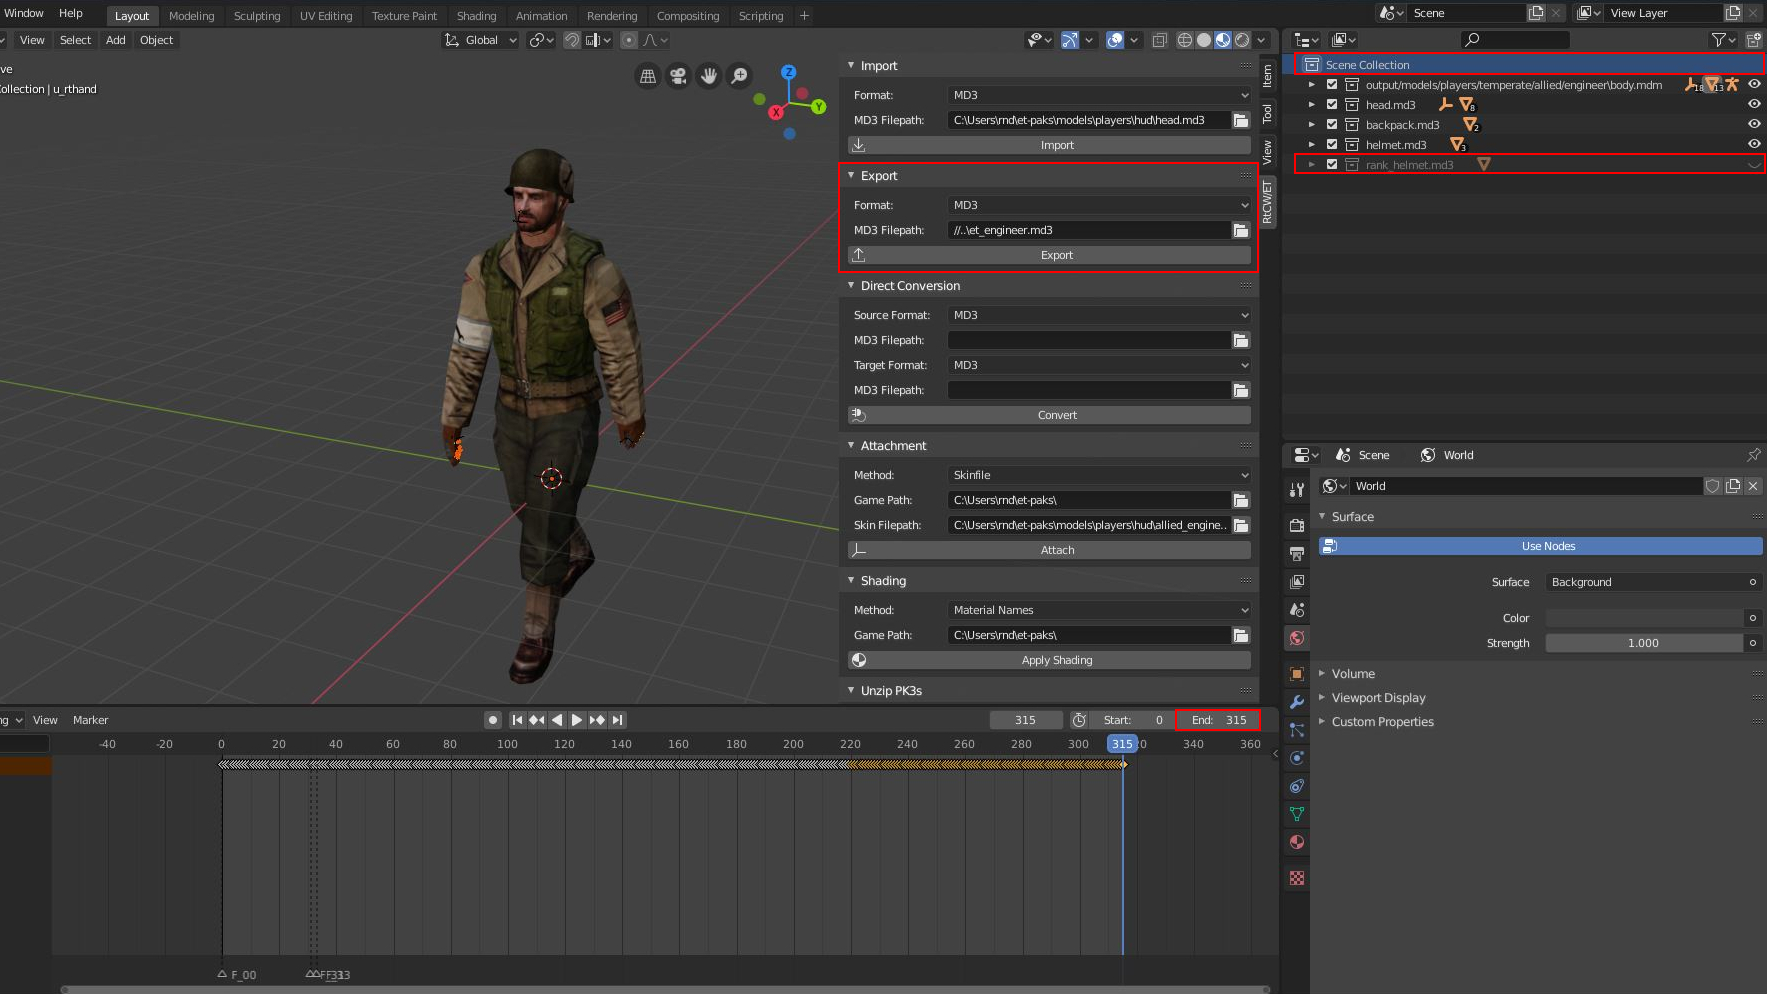 Window Help Layout Modeling Sculpting UV Editing Texture Paint Shading Animation Rendering Compositing Scripting + Scene View Layer
View Select Add Object Global
ve
ollection | u_rthand
Z
Y
X
Import
Format: MD3
MD3 Filepath: C:\Users\rnd\et-paks\models\players\hud\head.md3
Import
Export
Format: MD3
MD3 Filepath: //..\et_engineer.md3
Export
Direct Conversion
Source Format: MD3
MD3 Filepath:
Target Format: MD3
MD3 Filepath:
Convert
Attachment
Method: Skinfile
Game Path: C:\Users\rnd\et-paks\
Skin Filepath: C:\Users\rnd\et-paks\models\players\hud\allied_engine..
Attach
Shading
Method: Material Names
Game Path: C:\Users\rnd\et-paks\
Apply Shading
Unzip PK3s
Item
Tool
View
RtCW/ET
Scene Collection
output/models/players/temperate/allied/engineer\body.mdm 18 13
head.md3 8
backpack.md3 2
helmet.md3 3
rank_helmet.md3
Scene World
World
Surface
Use Nodes
Surface Background
Color
Strength 1.000
Volume
Viewport Display
Custom Properties
ng View Marker 315 Start: 0 End: 315
-40 -20 0 20 40 60 80 100 120 140 160 180 200 220 240 260 280 300 315 340 360
F_00